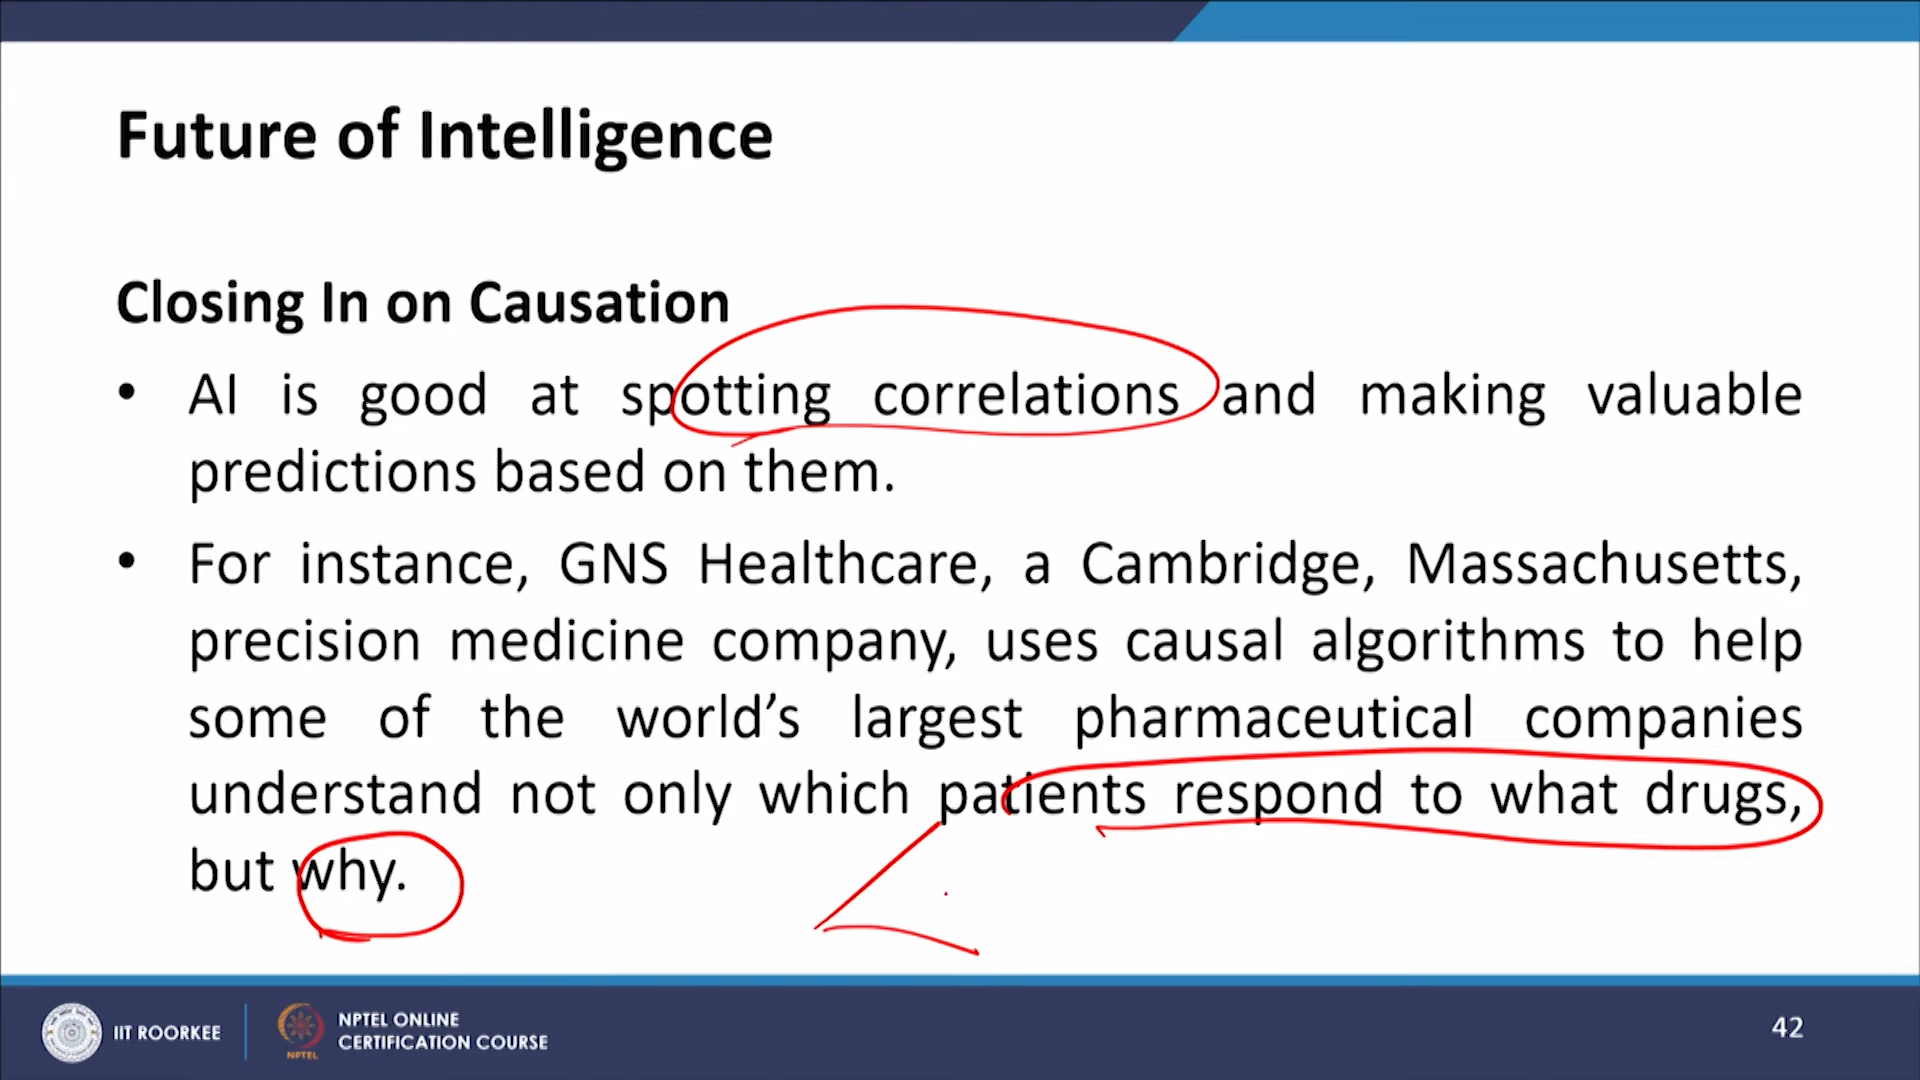 Future of Intelligence
Closing In on Causation
• AI is good at spotting correlations and making valuable
predictions based on them.
• For instance, GNS Healthcare, a Cambridge, Massachusetts,
precision medicine company, uses causal algorithms to help
some of the world’s largest pharmaceutical companies
understand not only which patients respond to what drugs,
but why.
IIT ROORKEE
NPTEL
NPTEL ONLINE
CERTIFICATION COURSE
42